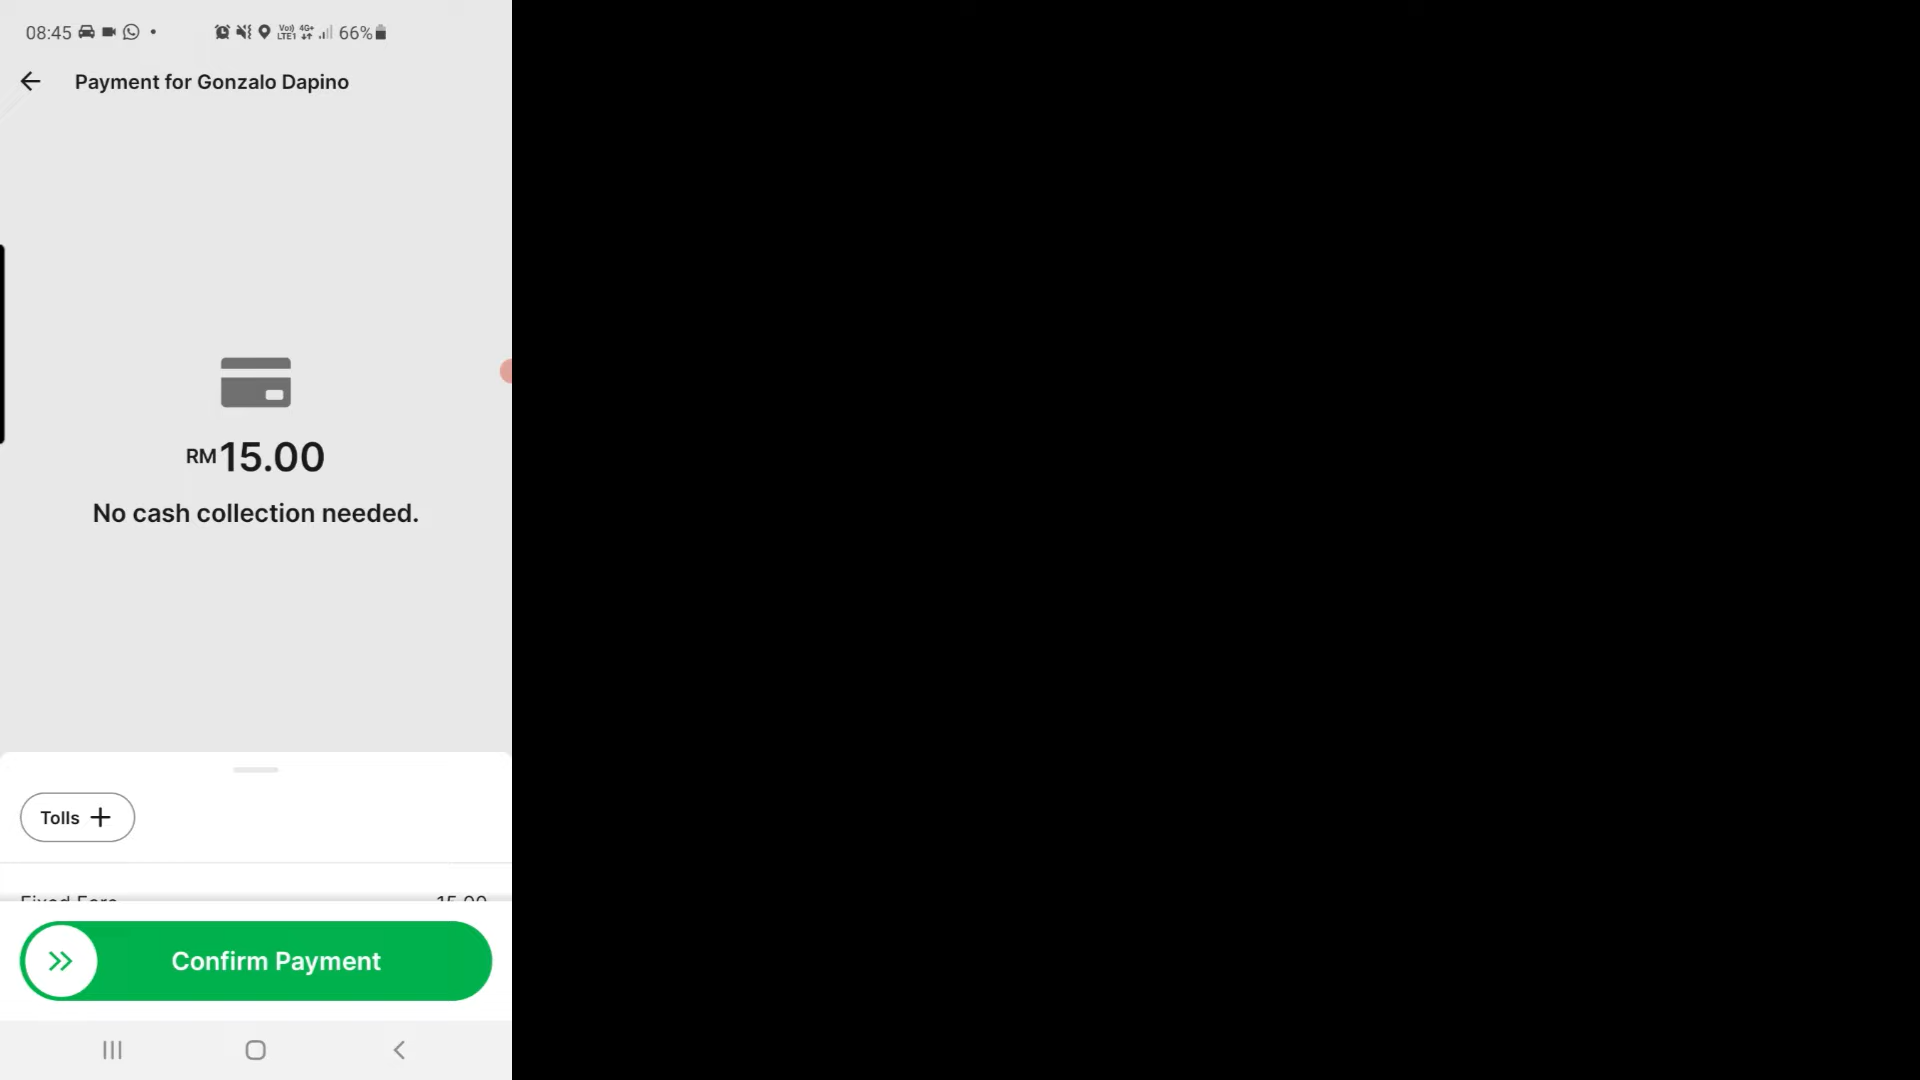 08:45 66%
Payment for Gonzalo Dapino
RM15.00
No cash collection needed.
Tolls +
Fixed Fare 15.00
Confirm Payment